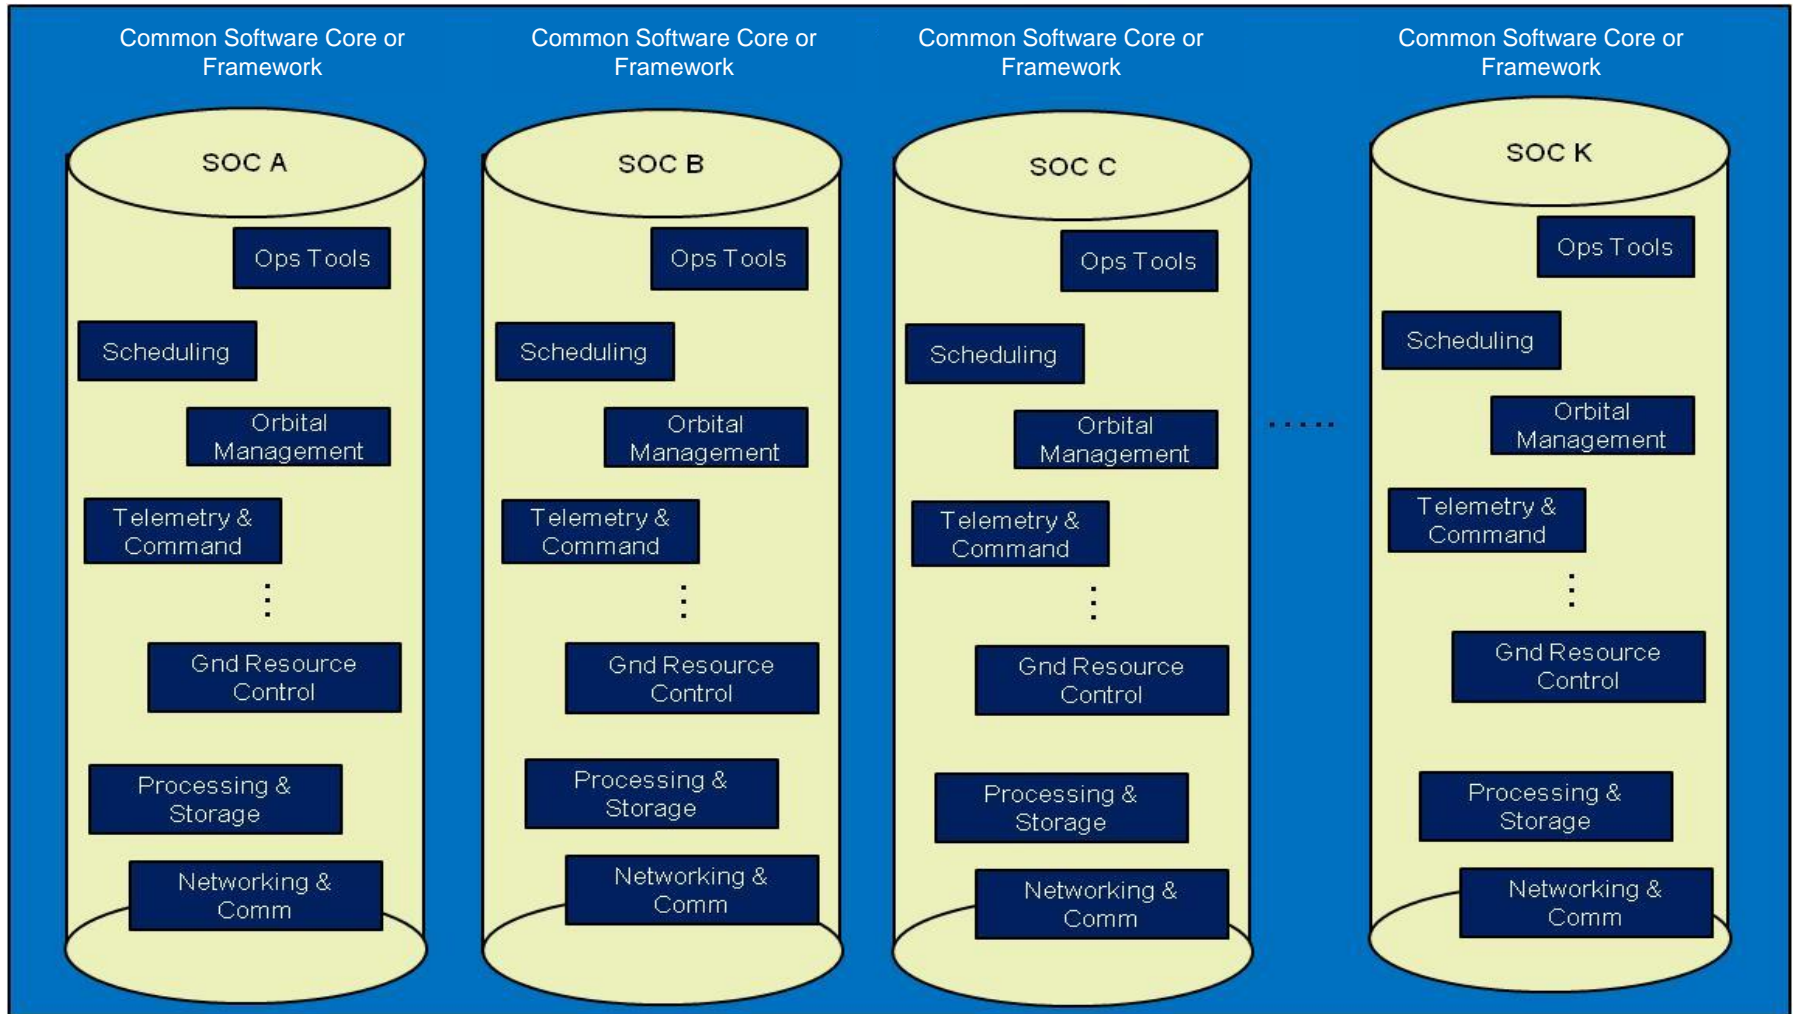 Common Software Core or
Framework
Common Software Core or
Framework
Common Software Core or
Framework
Common Software Core or
Framework
SOC A
Ops Tools
Scheduling
Orbital
Management
Telemetry &
Command
Gnd Resource
Control
Processing &
Storage
Networking &
Comm
SOC B
Ops Tools
Scheduling
Orbital
Management
Telemetry &
Command
Gnd Resource
Control
Processing &
Storage
Networking &
Comm
SOC C
Ops Tools
Scheduling
Orbital
Management
Telemetry &
Command
Gnd Resource
Control
Processing &
Storage
Networking &
Comm
SOC K
Ops Tools
Scheduling
Orbital
Management
Telemetry &
Command
Gnd Resource
Control
Processing &
Storage
Networking &
Comm